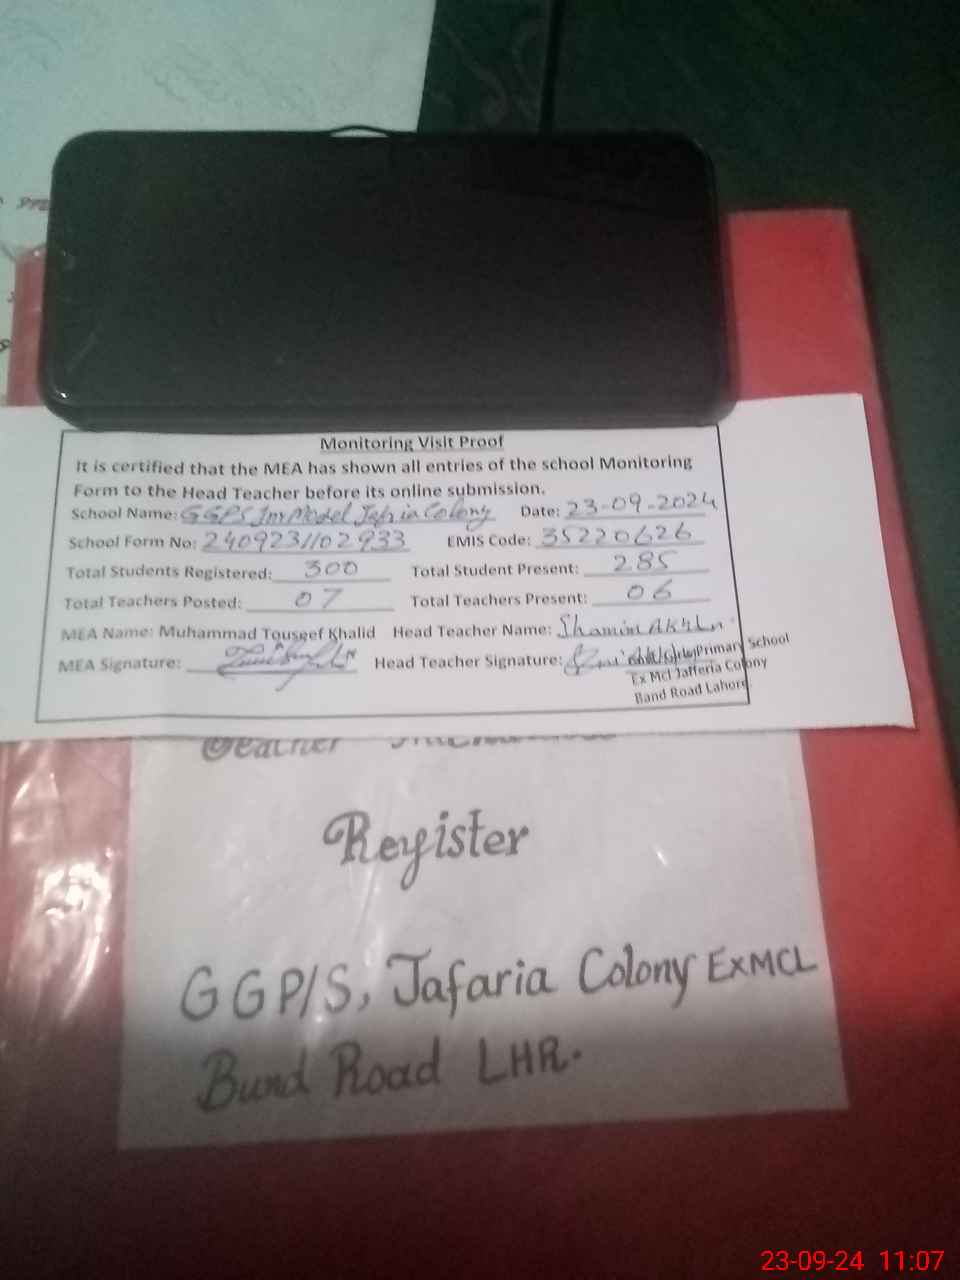 Monitoring Visit Proof
It is certified that the MEA has shown all entries of the school Monitoring
Form to the Head Teacher before its online submission.
School Name: GGPS Jnr Model Jafria Colony Date: 23-09-2024
School Form No: 2409231102933 EMIS Code: 35220626
Total Students Registered: 300 Total Student Present: 285
Total Teachers Posted: 07 Total Teachers Present: 06
MEA Name: Muhammad Touseef Khalid Head Teacher Name: Shamim Akhtr
MEA Signature: Head Teacher Signature:
Primary School
Ex Mcl Jafferia Colony
Band Road Lahore.
Register
GGP/S, Jafaria Colony EXMCL
Bund Road LHR.
23-09-24 11:07